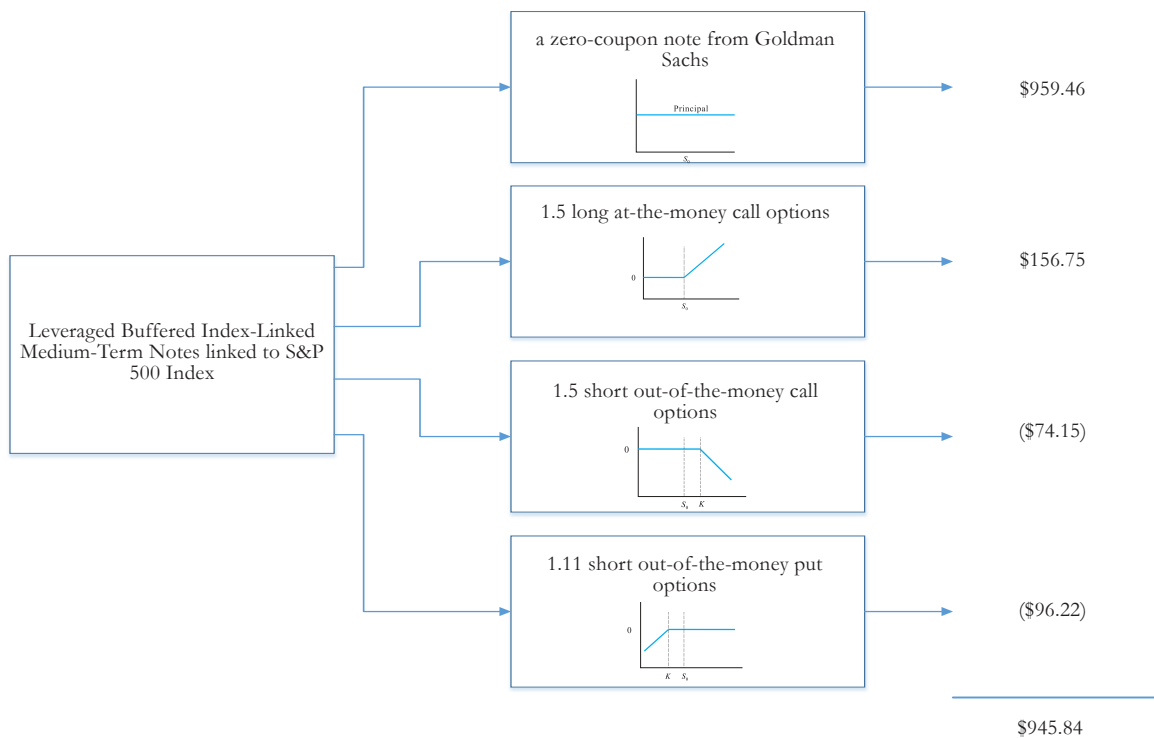 a zero-coupon note from Goldman
Sachs
Principal
S₀
$959.46
1.5 long at-the-money call options
0
S₀
$156.75
Leveraged Buffered Index-Linked
Medium-Term Notes linked to S&P
500 Index
1.5 short out-of-the-money call
options
0
S₀ K
($74.15)
1.11 short out-of-the-money put
options
0
K S₀
($96.22)
$945.84